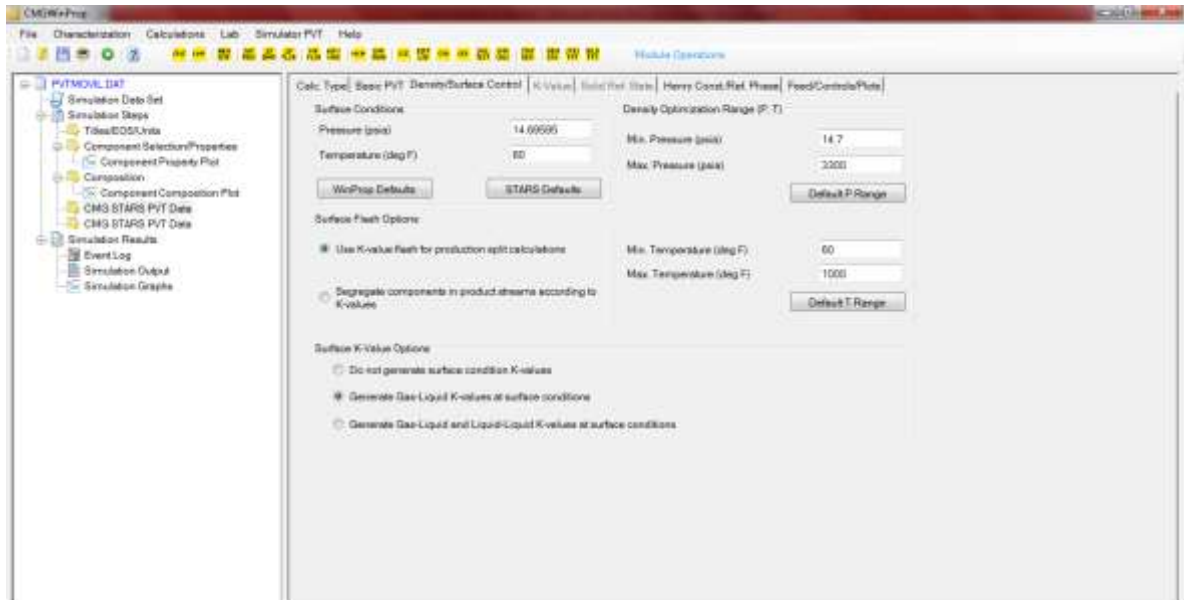 CMGWinProp
File Characterization Calculations Lab Simulator PVT Help
Module Operations
PVTMOVIL.DAT
Simulation Data Set
Simulation Steps
Titles/EOS/Units
Component Selection/Properties
Component Property Plot
Composition
Component Composition Plot
CMG STARS PVT Data
CMG STARS PVT Data
Simulation Results
Event Log
Simulation Output
Simulation Graphs
Calc. Type Basic PVT Density/Surface Control K-Value Solid/Ref. State Henry Const./Ref. Phase Feed/Controls/Plots
Surface Conditions
Pressure (psia) 14.69595
Temperature (deg F) 60
WinProp Defaults STARS Defaults
Surface Flash Options
Use K-value flash for production split calculations
Segregate components in product streams according to
K-values
Density Optimization Range (P, T)
Min. Pressure (psia) 14.7
Max. Pressure (psia) 3300
Default P Range
Min. Temperature (deg F) 60
Max. Temperature (deg F) 1000
Default T Range
Surface K-Value Options
Do not generate surface condition K-values
Generate Gas-Liquid K-values at surface conditions
Generate Gas-Liquid and Liquid-Liquid K-values at surface conditions